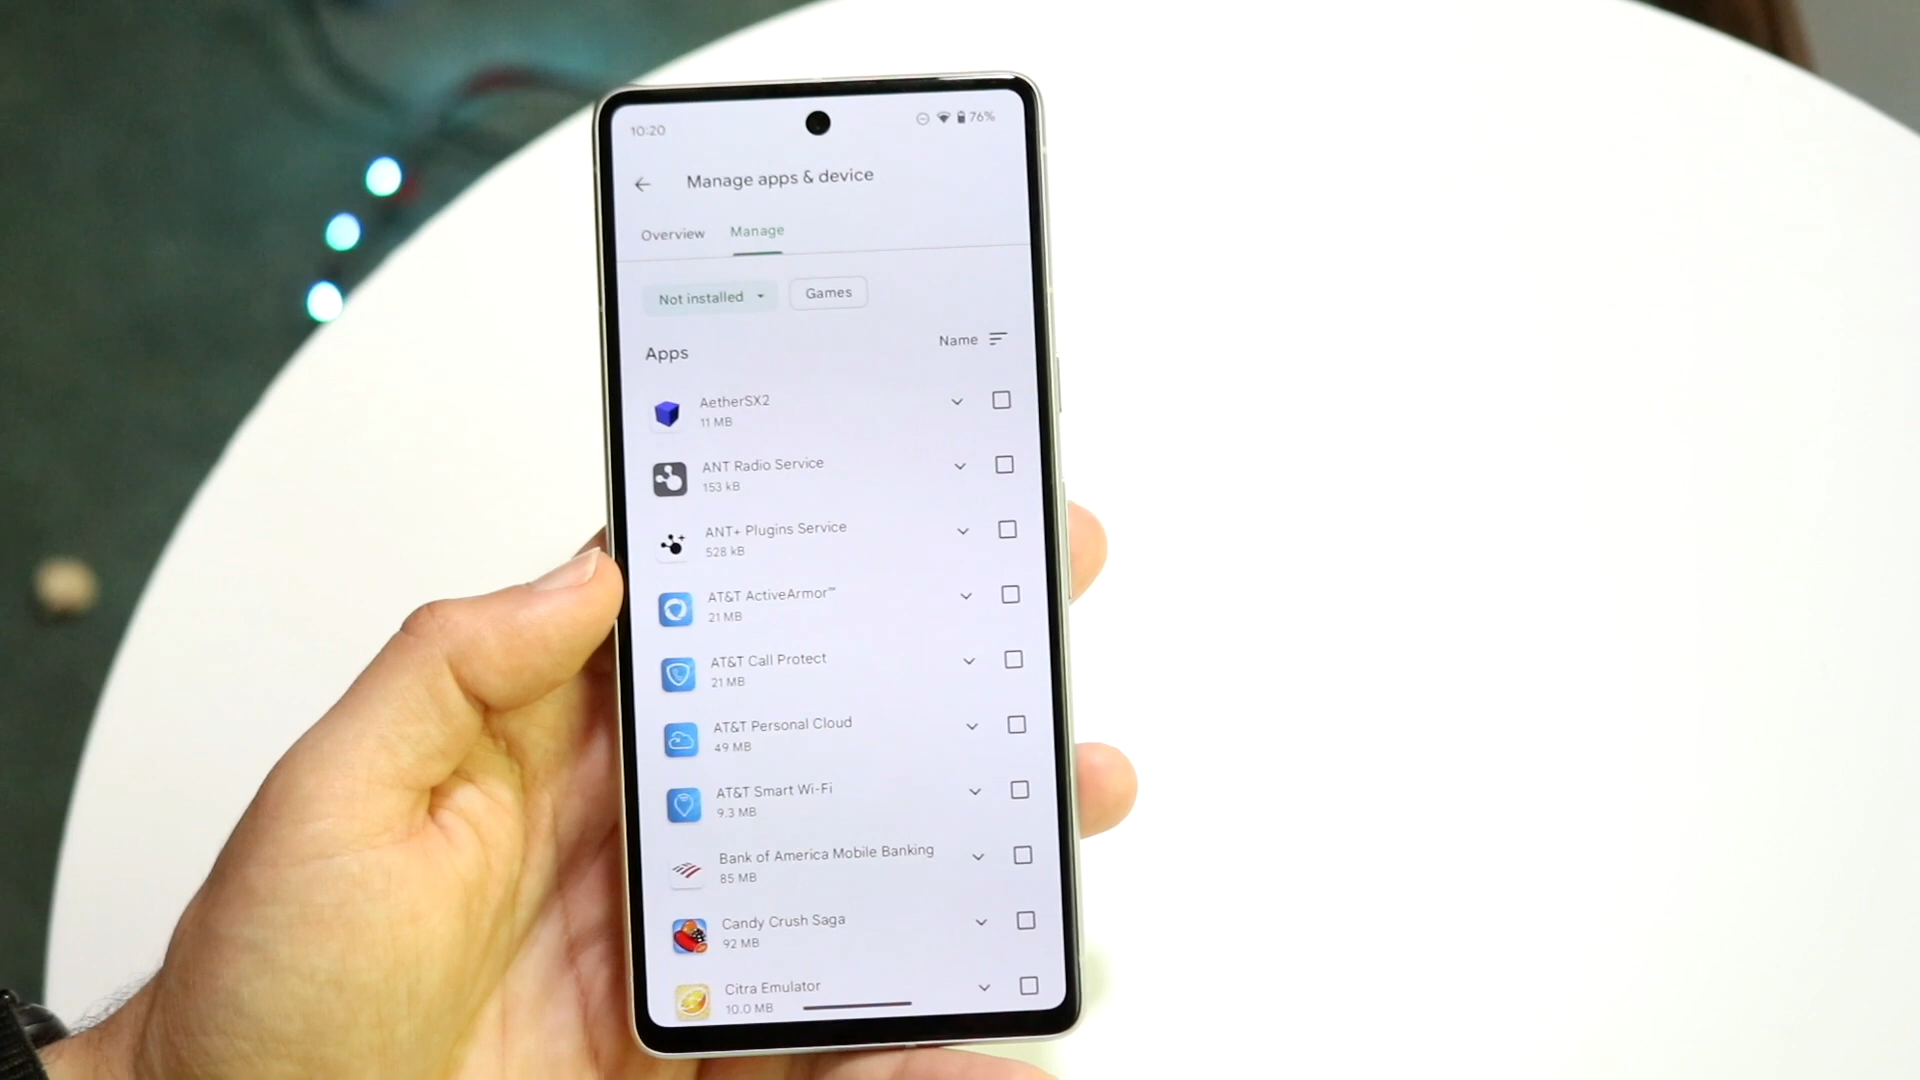 10:20
76%
Manage apps & device
Overview Manage
Not installed Games
Name
Apps
AetherSX2
11 MB
ANT Radio Service
153 kB
ANT+ Plugins Service
528 kB
AT&T ActiveArmor™
21 MB
AT&T Call Protect
21 MB
AT&T Personal Cloud
49 MB
AT&T Smart Wi-Fi
9.3 MB
Bank of America Mobile Banking
85 MB
Candy Crush Saga
92 MB
Citra Emulator
10.0 MB